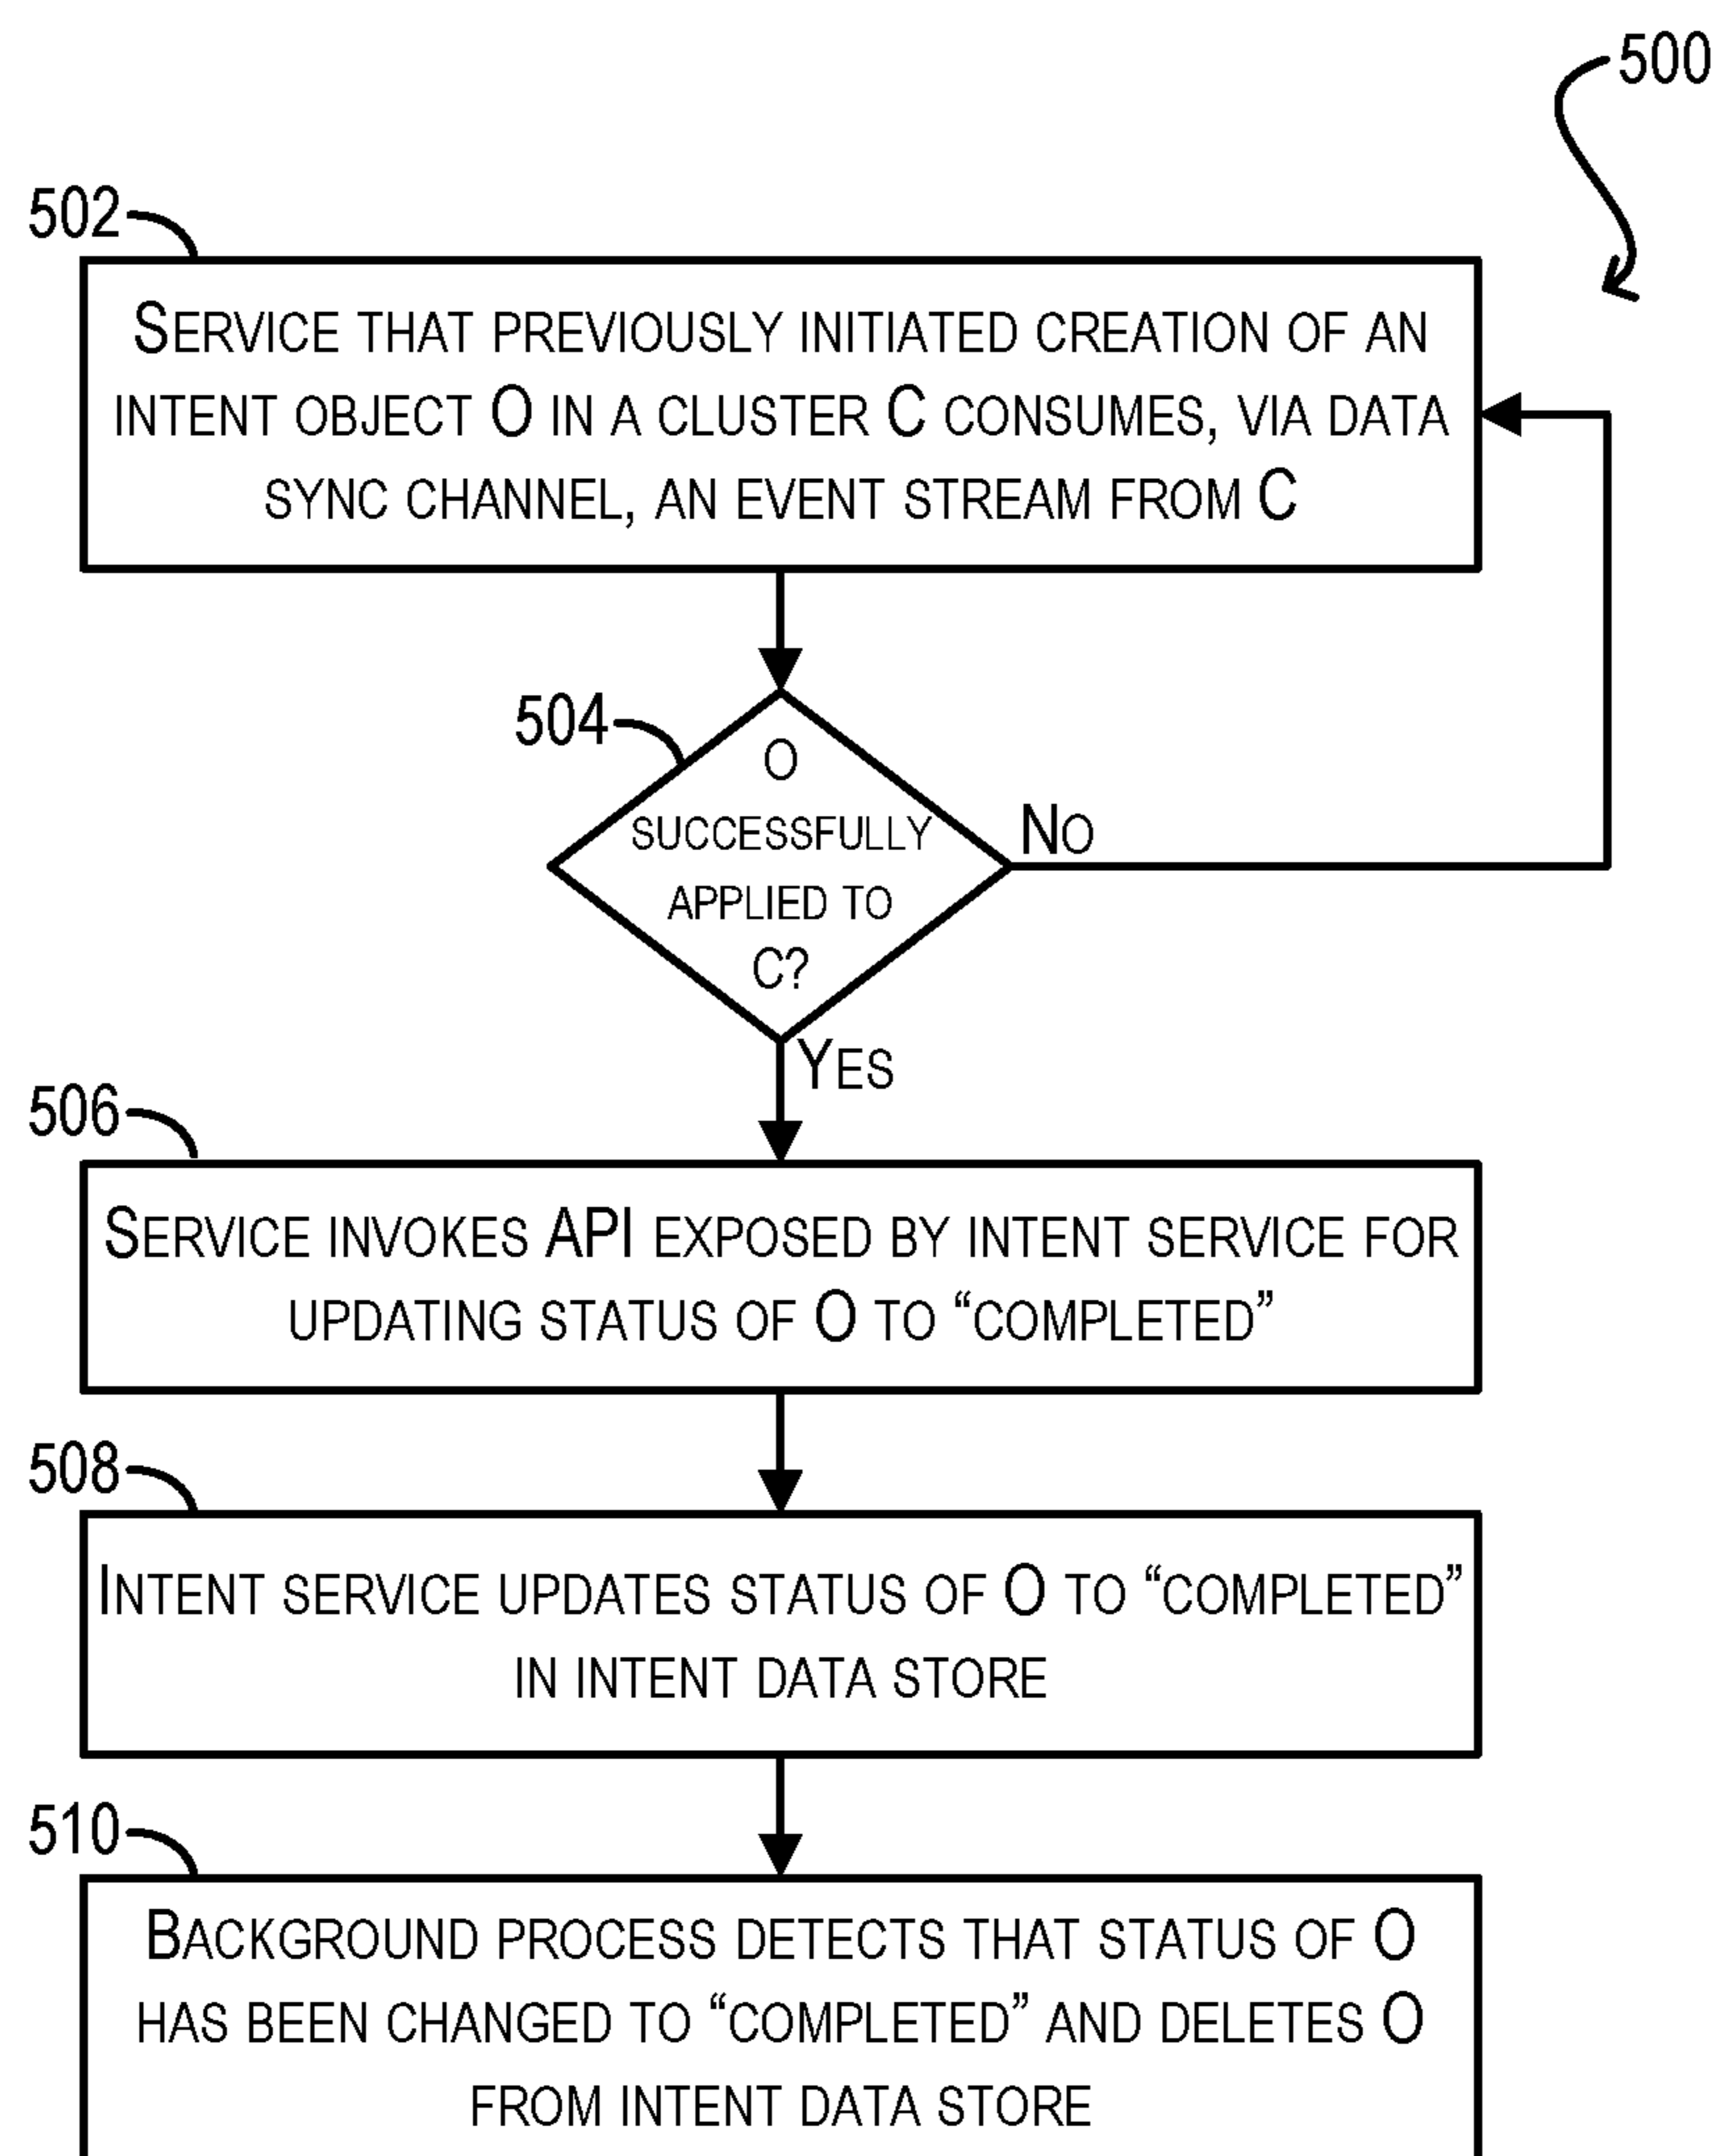 500
502
SERVICE THAT PREVIOUSLY INITIATED CREATION OF AN
INTENT OBJECT O IN A CLUSTER C CONSUMES, VIA DATA
SYNC CHANNEL, AN EVENT STREAM FROM C
504
O
SUCCESSFULLY
APPLIED TO
C?
NO
YES
506
SERVICE INVOKES API EXPOSED BY INTENT SERVICE FOR
UPDATING STATUS OF O TO “COMPLETED”
508
INTENT SERVICE UPDATES STATUS OF O TO “COMPLETED”
IN INTENT DATA STORE
510
BACKGROUND PROCESS DETECTS THAT STATUS OF O
HAS BEEN CHANGED TO “COMPLETED” AND DELETES O
FROM INTENT DATA STORE